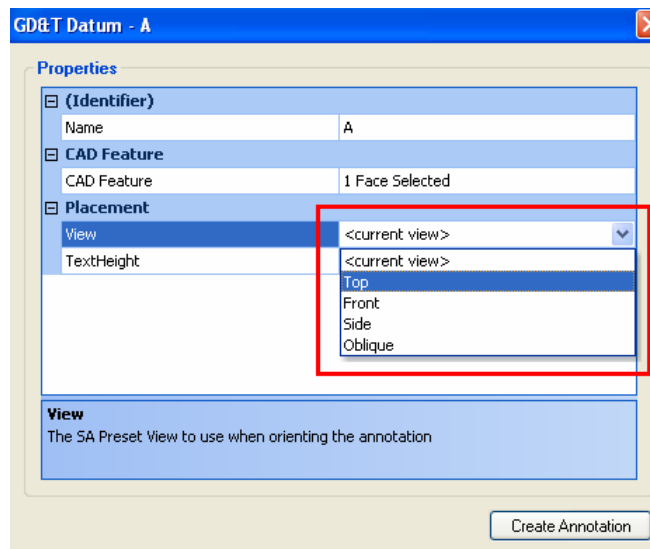 GD&T Datum - A
Properties
(Identifier)
Name A
CAD Feature
CAD Feature 1 Face Selected
Placement
View <current view>
TextHeight <current view>
Top
Front
Side
Oblique
View
The SA Preset View to use when orienting the annotation
Create Annotation